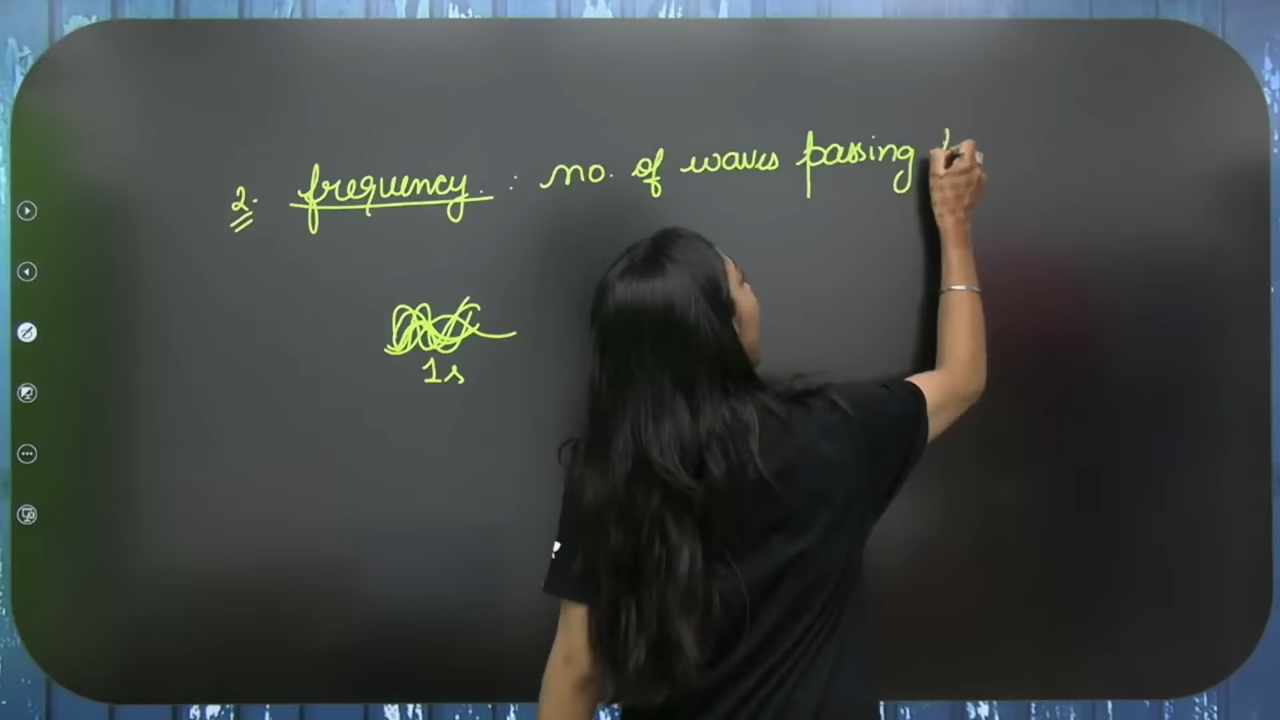 2. frequency. : no. of waves passing
1s